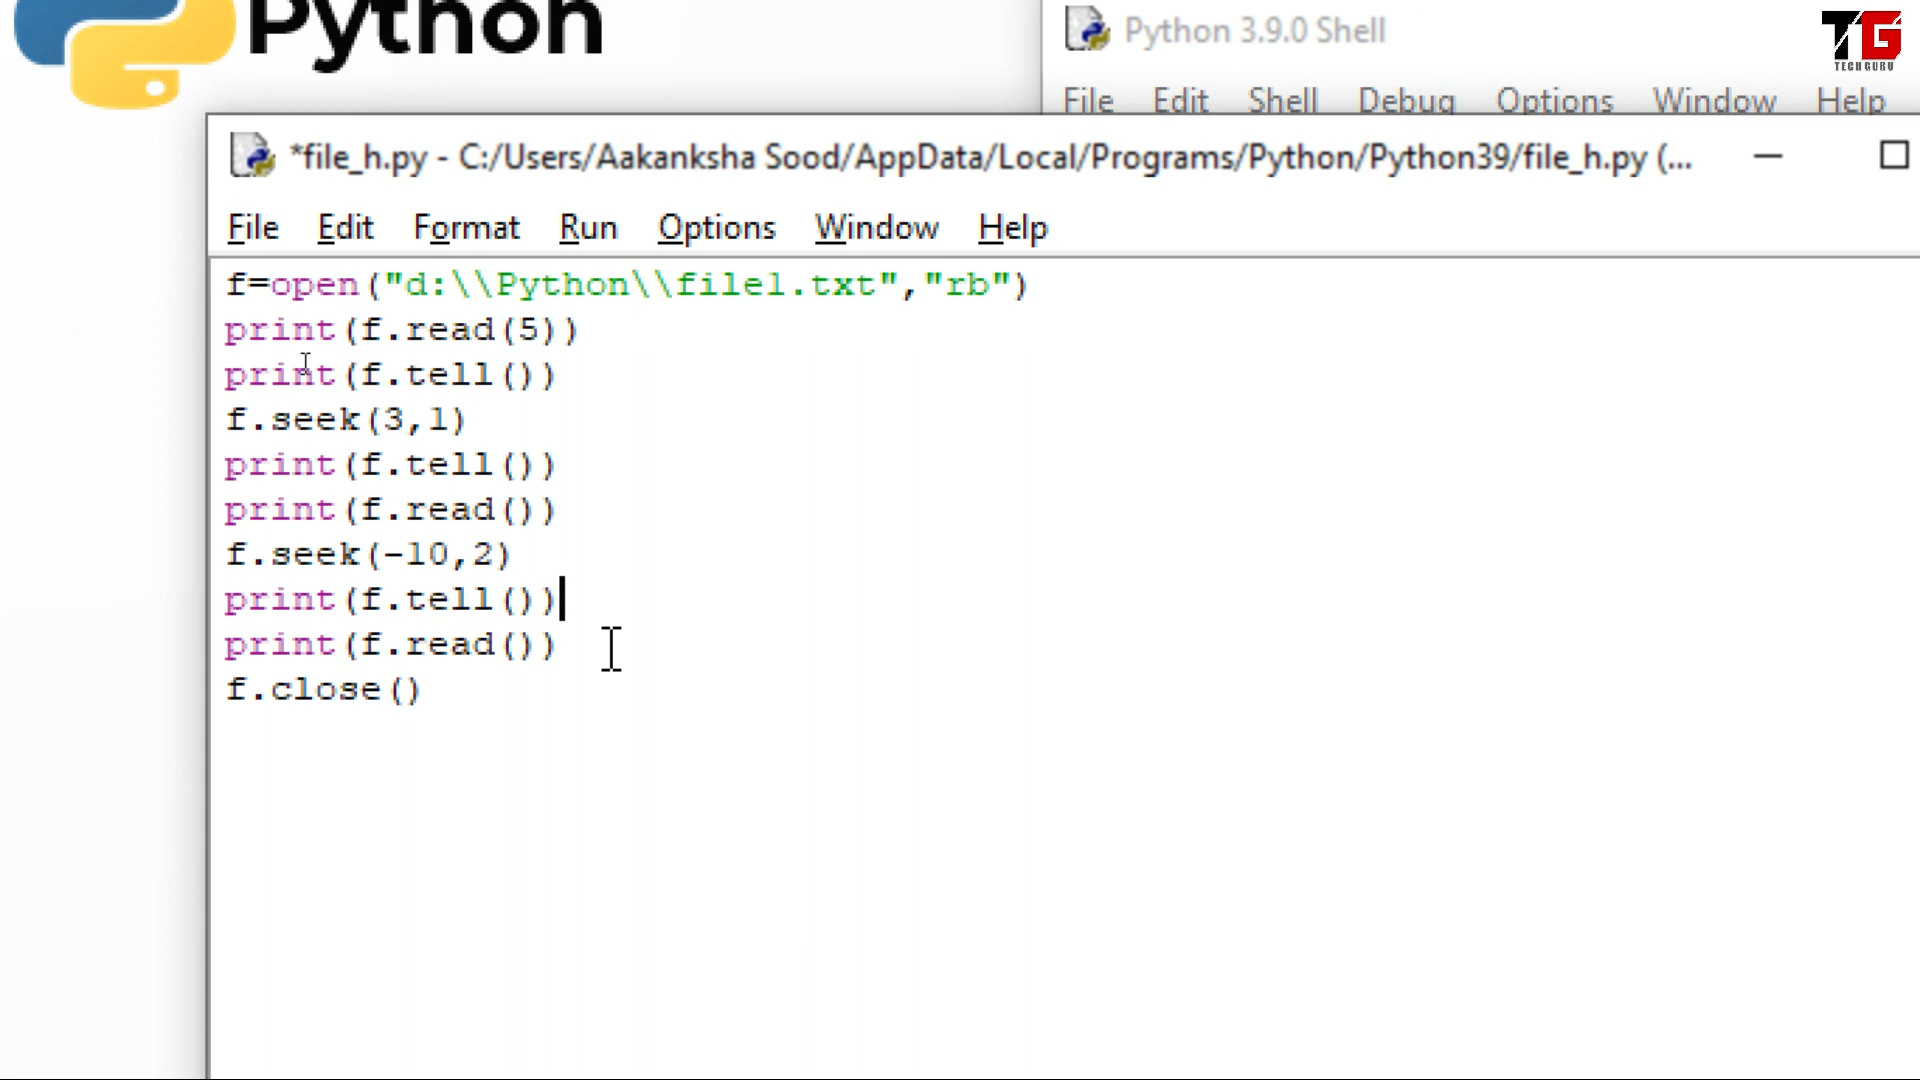 Python
Python 3.9.0 Shell
TG
TECHGURU
File Edit Shell Debug Options Window Help
*file_h.py - C:/Users/Aakanksha Sood/AppData/Local/Programs/Python/Python39/file_h.py (...
File Edit Format Run Options Window Help
f=open("d:\\Python\\file1.txt","rb")
print(f.read(5))
print(f.tell())
f.seek(3,1)
print(f.tell())
print(f.read())
f.seek(-10,2)
print(f.tell())
print(f.read())
f.close()